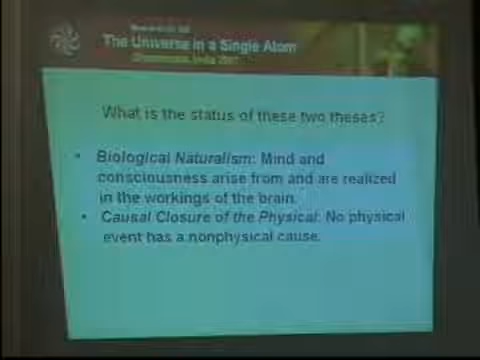 The Universe in a Single Atom
What is the status of these two theses?
• Biological Naturalism: Mind and
consciousness arise from and are realized
in the workings of the brain.
• Causal Closure of the Physical: No physical
event has a nonphysical cause.